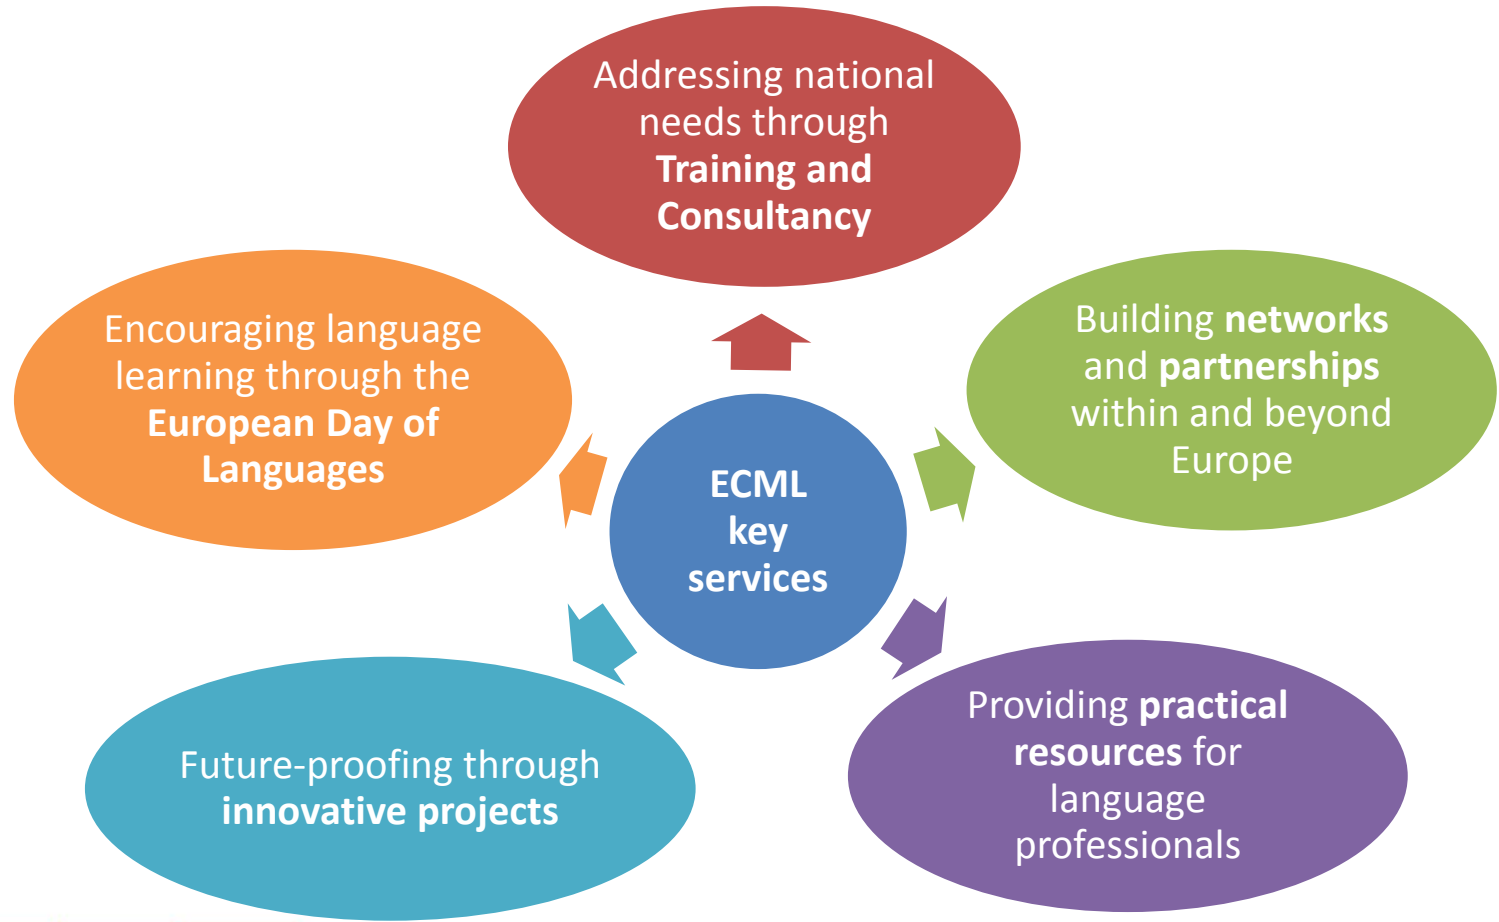 Addressing national
needs through
Training and
Consultancy
Building networks
and partnerships
within and beyond
Europe
Providing practical
resources for
language
professionals
Future-proofing through
innovative projects
Encouraging language
learning through the
European Day of
Languages
ECML
key
services